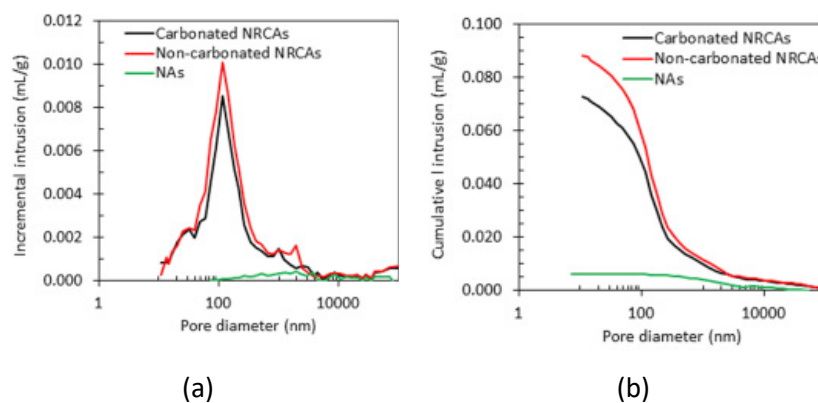 0.012
0.010
0.008
0.006
0.004
0.002
0.000
Incremental intrusion (mL/g)
Carbonated NRCAs
Non-carbonated NRCAs
NAs
1
100
10000
Pore diameter (nm)
(a)
0.100
0.080
0.060
0.040
0.020
0.000
Cumulative I intrusion (mL/g)
Carbonated NRCAs
Non-carbonated NRCAs
NAs
1
100
10000
Pore diameter (nm)
(b)